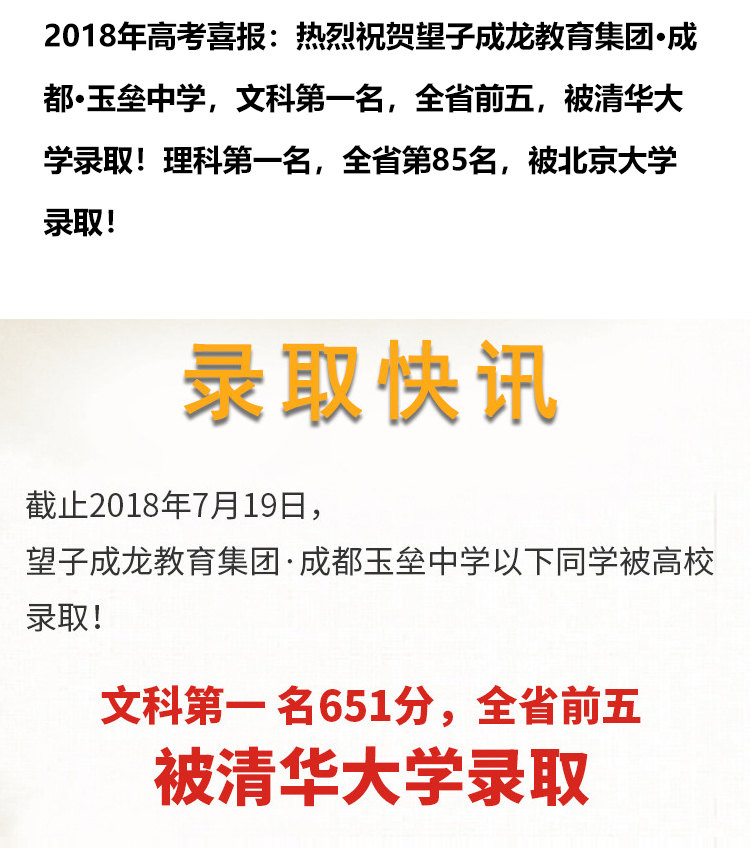 2018年高考喜报：热烈祝贺望子成龙教育集团•成
都•玉垒中学，文科第一名，全省前五，被清华大
学录取！理科第一名，全省第85名，被北京大学
录取！
录取快讯
截止2018年7月19日，
望子成龙教育集团·成都玉垒中学以下同学被高校
录取！
文科第一 名651分，全省前五
被清华大学录取